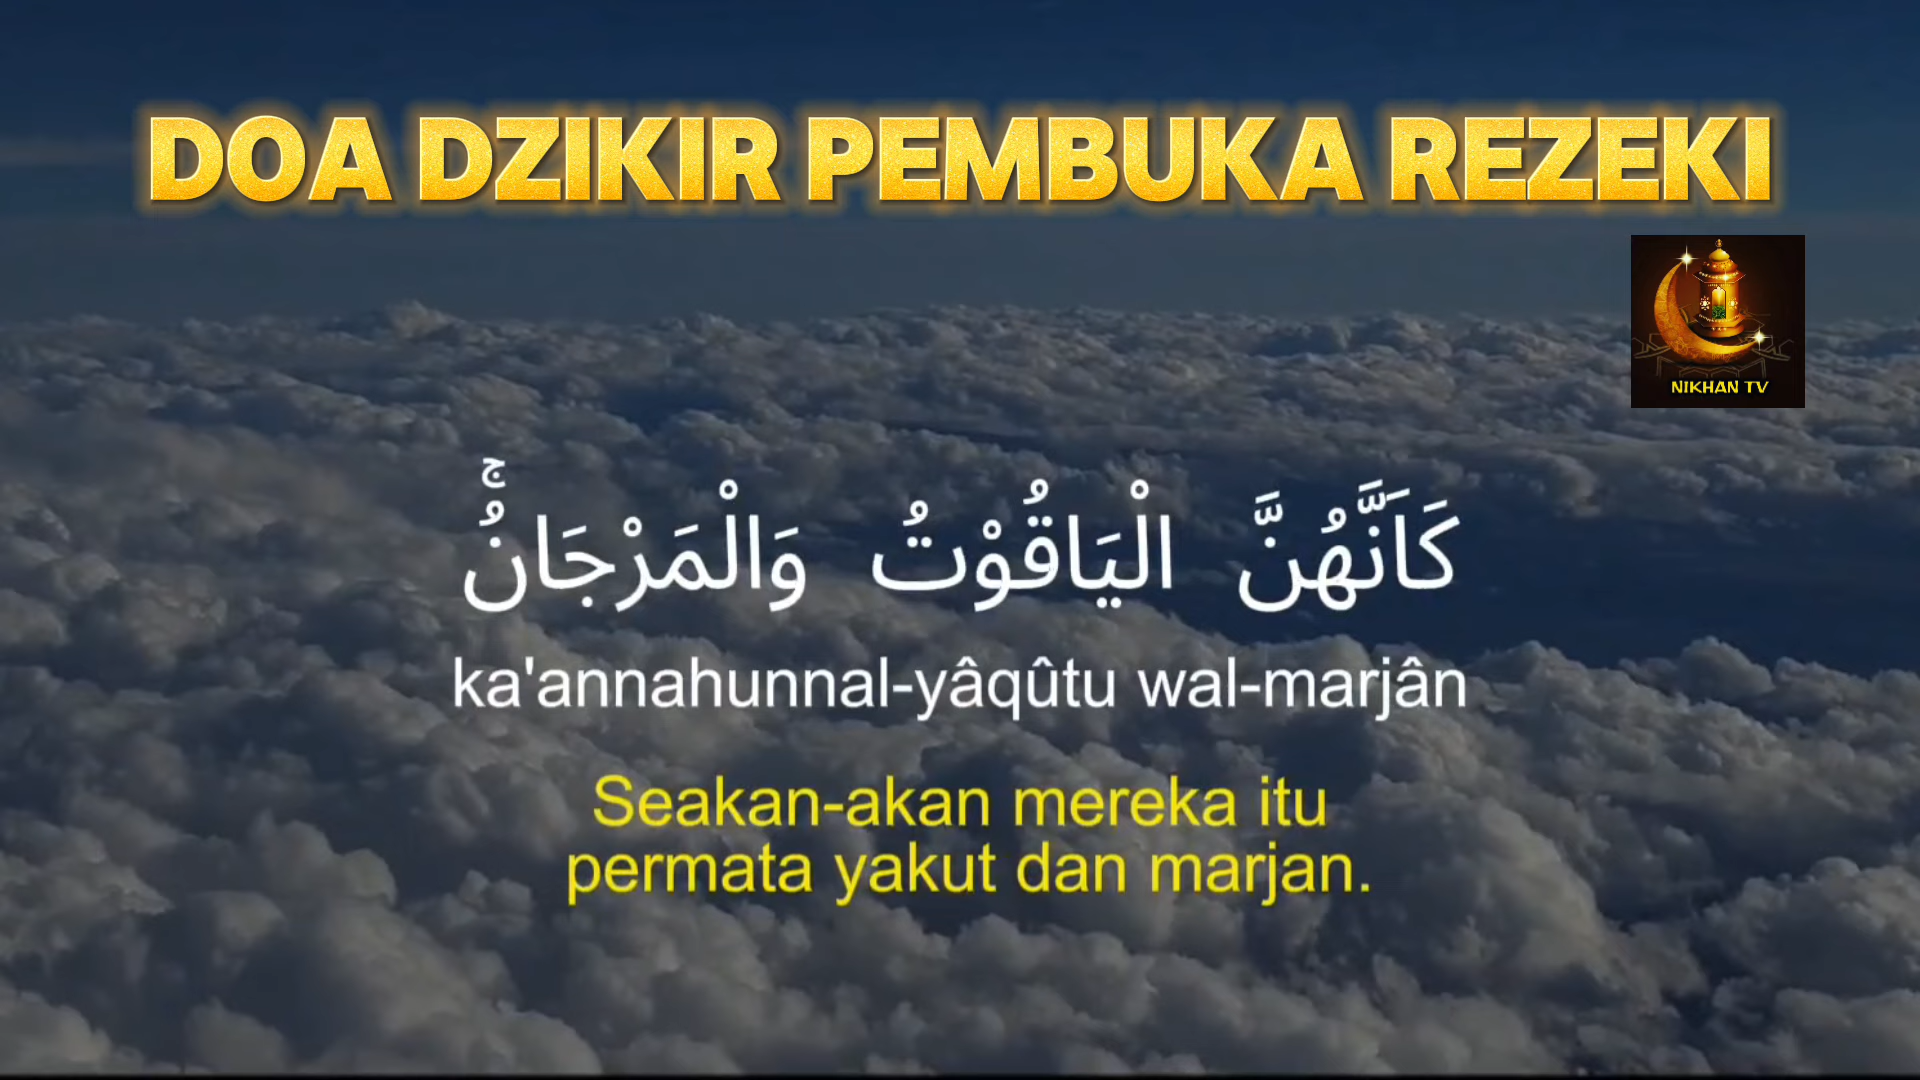 DOA DZIKIR PEMBUKA REZEKI
NIKHAN TV
كَاَنَّهُنَّ الْيَاقُوْتُ وَالْمَرْجَانُۚ
ka'annahunnal-yâqûtu wal-marjân
Seakan-akan mereka itu
permata yakut dan marjan.